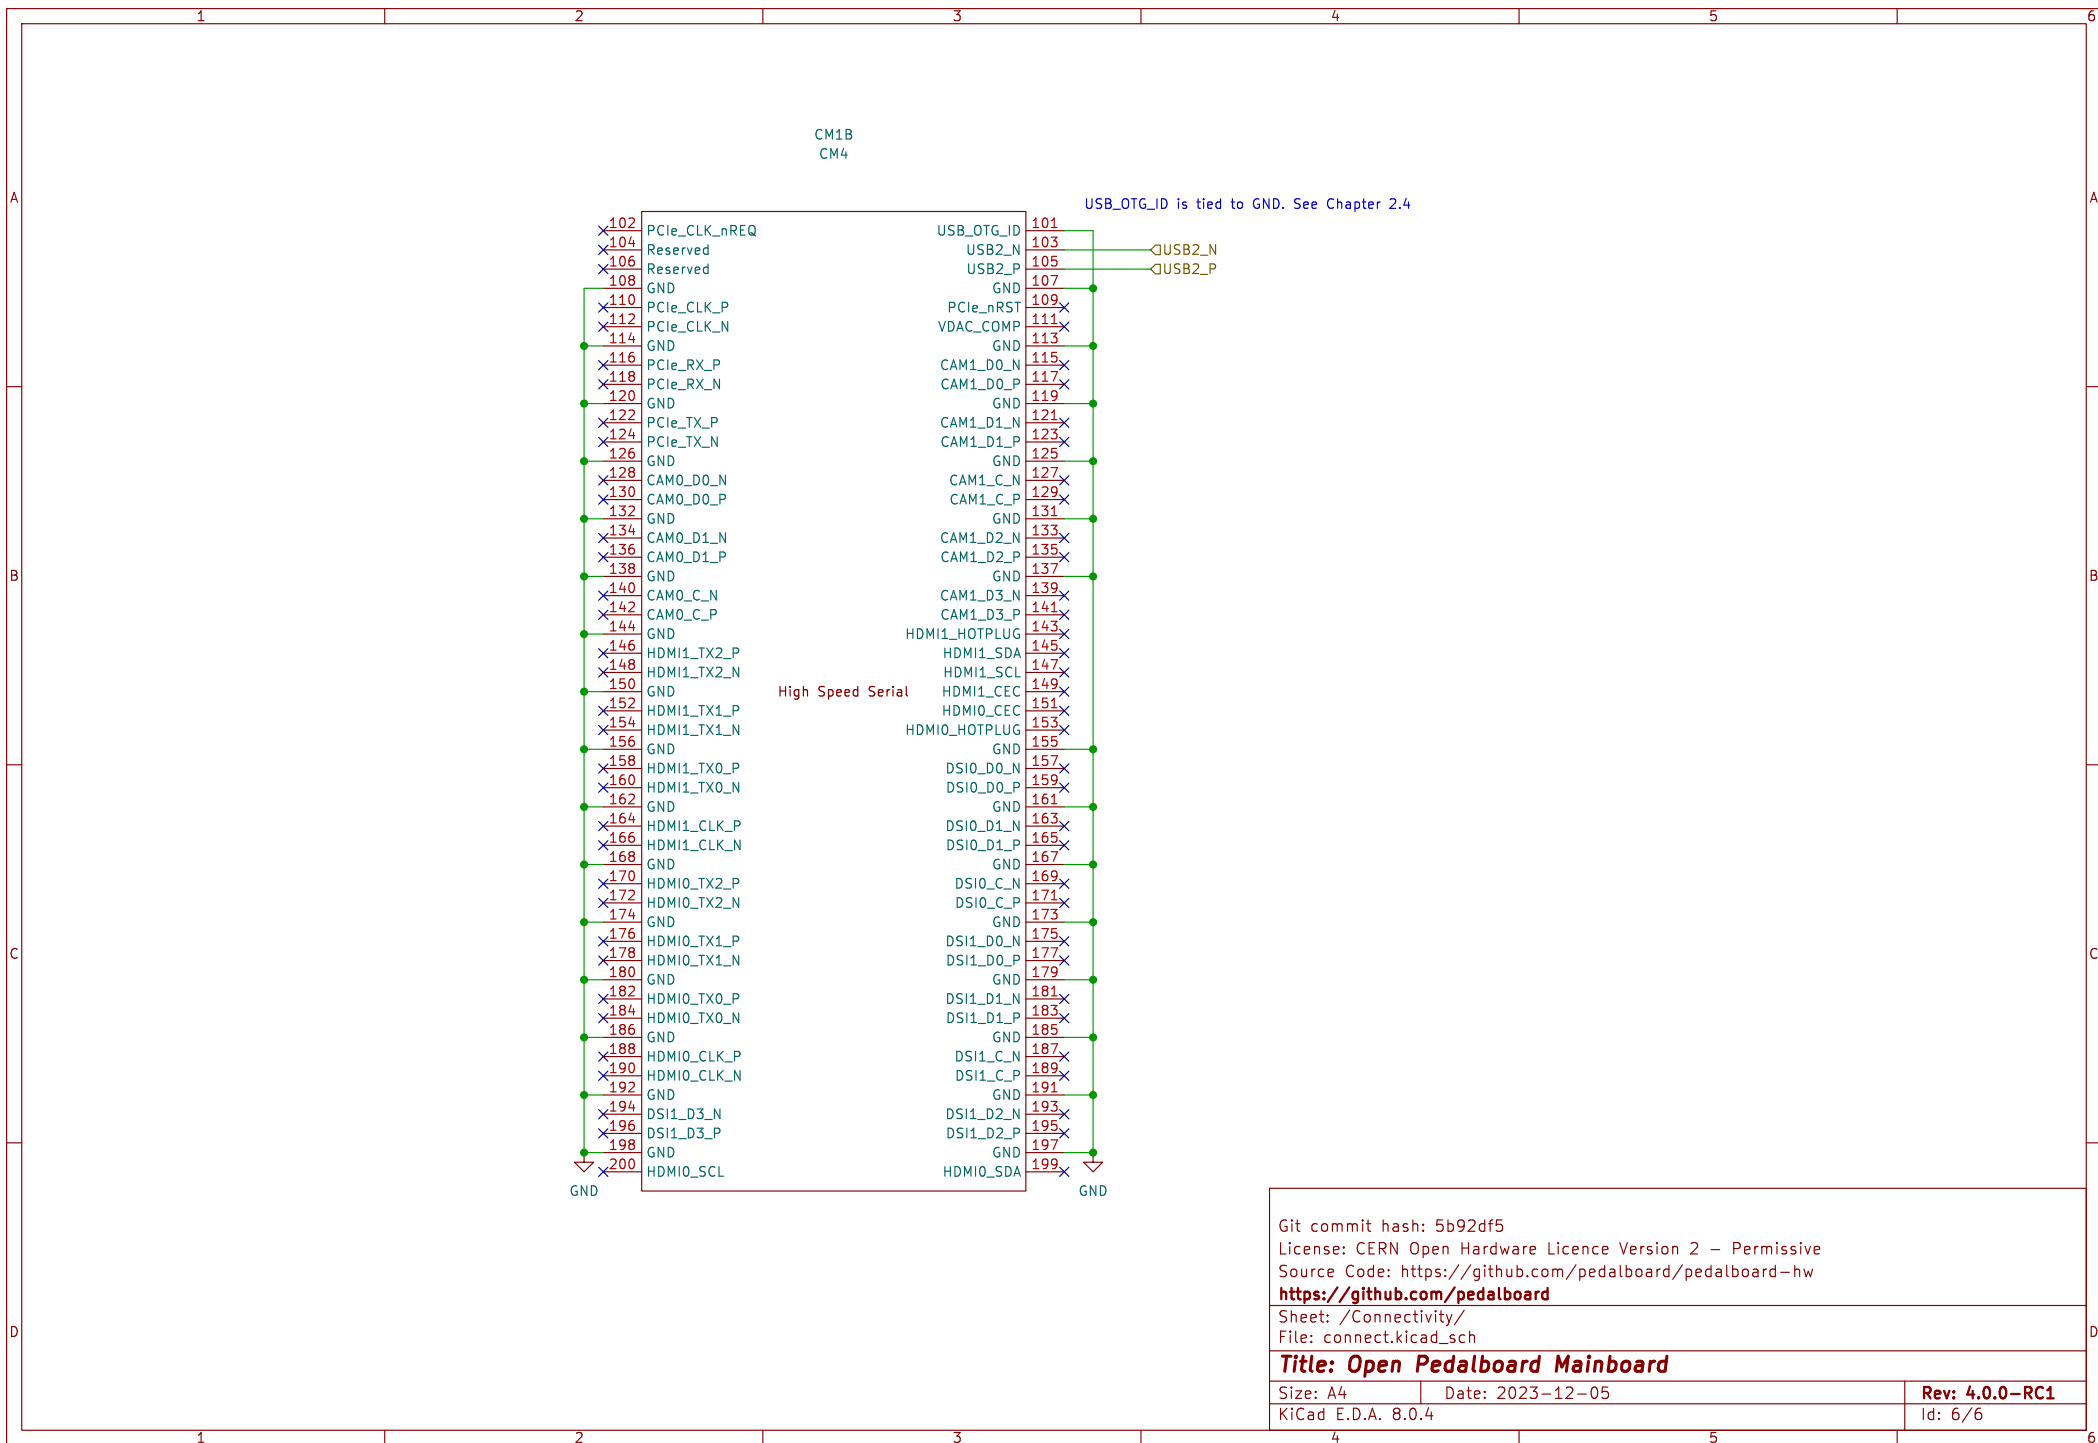 1 2 3 4 5 6
CM1B
CM4
A A
USB_OTG_ID is tied to GND. See Chapter 2.4
102 PCIe_CLK_nREQ USB_OTG_ID 101
104 Reserved USB2_N 103 USB2_N
106 Reserved USB2_P 105 USB2_P
108 GND GND 107
110 PCIe_CLK_P PCIe_nRST 109
112 PCIe_CLK_N VDAC_COMP 111
114 GND GND 113
116 PCIe_RX_P CAM1_D0_N 115
118 PCIe_RX_N CAM1_D0_P 117
120 GND GND 119
122 PCIe_TX_P CAM1_D1_N 121
124 PCIe_TX_N CAM1_D1_P 123
126 GND GND 125
128 CAM0_D0_N CAM1_C_N 127
130 CAM0_D0_P CAM1_C_P 129
132 GND GND 131
134 CAM0_D1_N CAM1_D2_N 133
136 CAM0_D1_P CAM1_D2_P 135
B 138 GND GND 137 B
140 CAM0_C_N CAM1_D3_N 139
142 CAM0_C_P CAM1_D3_P 141
144 GND HDMI1_HOTPLUG 143
146 HDMI1_TX2_P HDMI1_SDA 145
148 HDMI1_TX2_N HDMI1_SCL 147
150 GND High Speed Serial HDMI1_CEC 149
152 HDMI1_TX1_P HDMI0_CEC 151
154 HDMI1_TX1_N HDMI0_HOTPLUG 153
156 GND GND 155
158 HDMI1_TX0_P DSI0_D0_N 157
160 HDMI1_TX0_N DSI0_D0_P 159
162 GND GND 161
164 HDMI1_CLK_P DSI0_D1_N 163
166 HDMI1_CLK_N DSI0_D1_P 165
168 GND GND 167
170 HDMI0_TX2_P DSI0_C_N 169
172 HDMI0_TX2_N DSI0_C_P 171
174 GND GND 173
176 HDMI0_TX1_P DSI1_D0_N 175
C 178 HDMI0_TX1_N DSI1_D0_P 177 C
180 GND GND 179
182 HDMI0_TX0_P DSI1_D1_N 181
184 HDMI0_TX0_N DSI1_D1_P 183
186 GND GND 185
188 HDMI0_CLK_P DSI1_C_N 187
190 HDMI0_CLK_N DSI1_C_P 189
192 GND GND 191
194 DSI1_D3_N DSI1_D2_N 193
196 DSI1_D3_P DSI1_D2_P 195
198 GND GND 197
200 HDMI0_SCL HDMI0_SDA 199
GND GND
Git commit hash: 5b92df5
License: CERN Open Hardware Licence Version 2 – Permissive
Source Code: https://github.com/pedalboard/pedalboard-hw
https://github.com/pedalboard
Sheet: /Connectivity/
D D
File: connect.kicad_sch
Title: Open Pedalboard Mainboard
Size: A4 Date: 2023-12-05 Rev: 4.0.0-RC1
KiCad E.D.A. 8.0.4 Id: 6/6
1 2 3 4 5 6